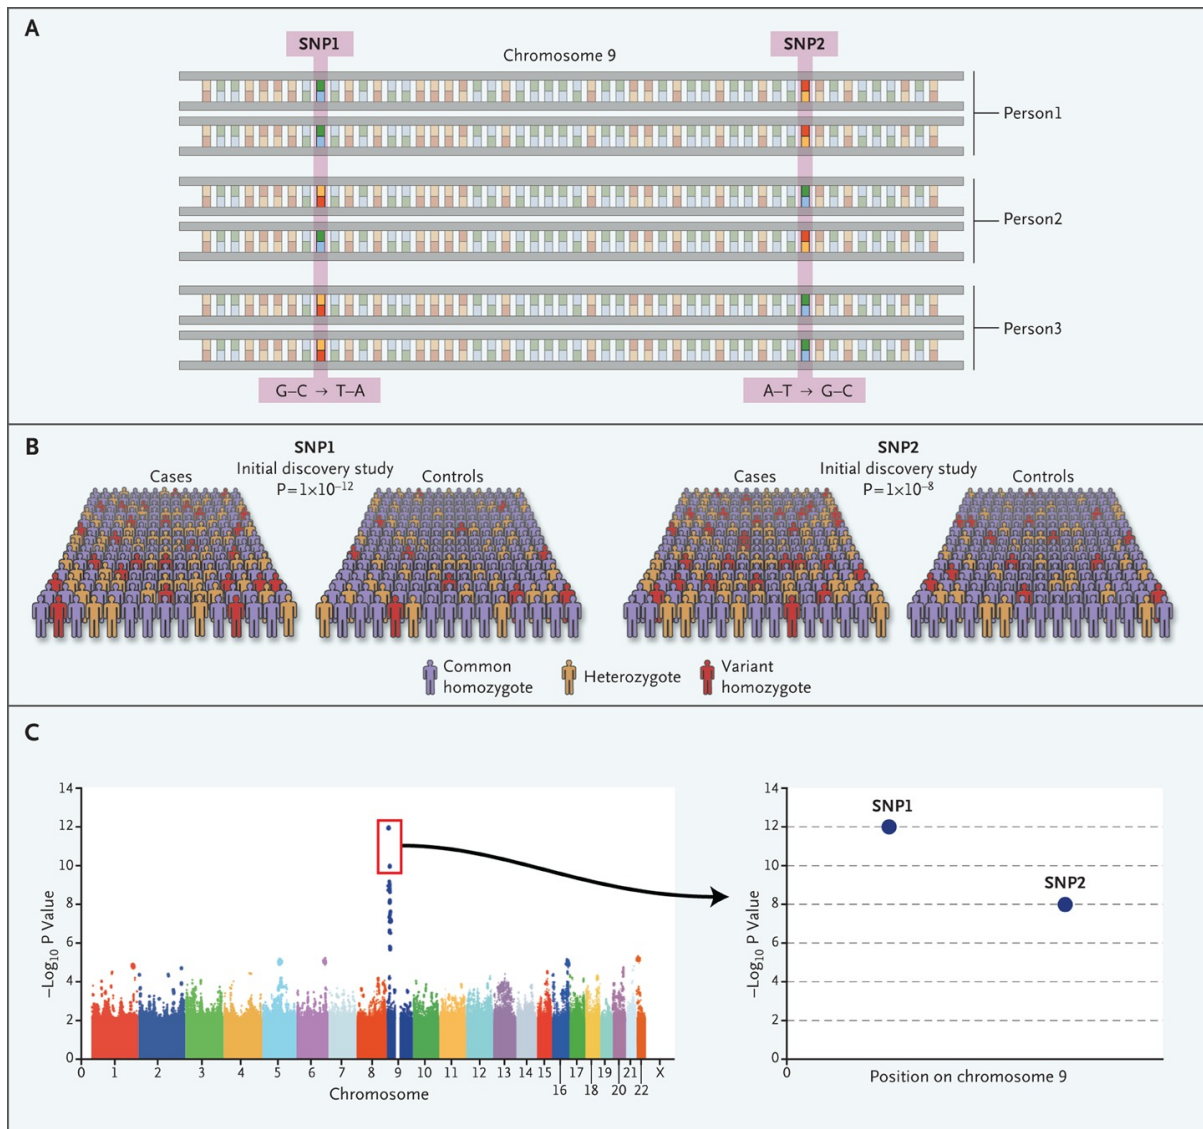 A
SNP1
Chromosome 9
SNP2
Person1
Person2
Person3
G–C → T–A
A–T → G–C
B
SNP1
Initial discovery study
P=1×10⁻¹²
Cases
Controls
SNP2
Initial discovery study
P=1×10⁻⁸
Cases
Controls
Common
homozygote
Heterozygote
Variant
homozygote
C
14
12
10
8
6
4
2
0
−Log₁₀ P Value
0 1 2 3 4 5 6 7 8 9 10 11 12 13 14 15 17 19 21 X
16 18 20 22
Chromosome
14
12
10
8
6
4
2
0
−Log₁₀ P Value
SNP1
SNP2
0
Position on chromosome 9